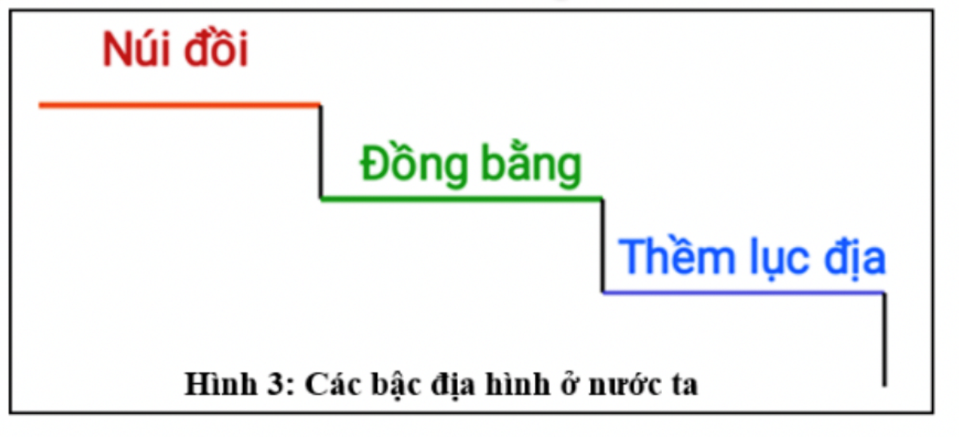 Núi đồi
Đồng bằng
Thềm lục địa
Hình 3: Các bậc địa hình ở nước ta